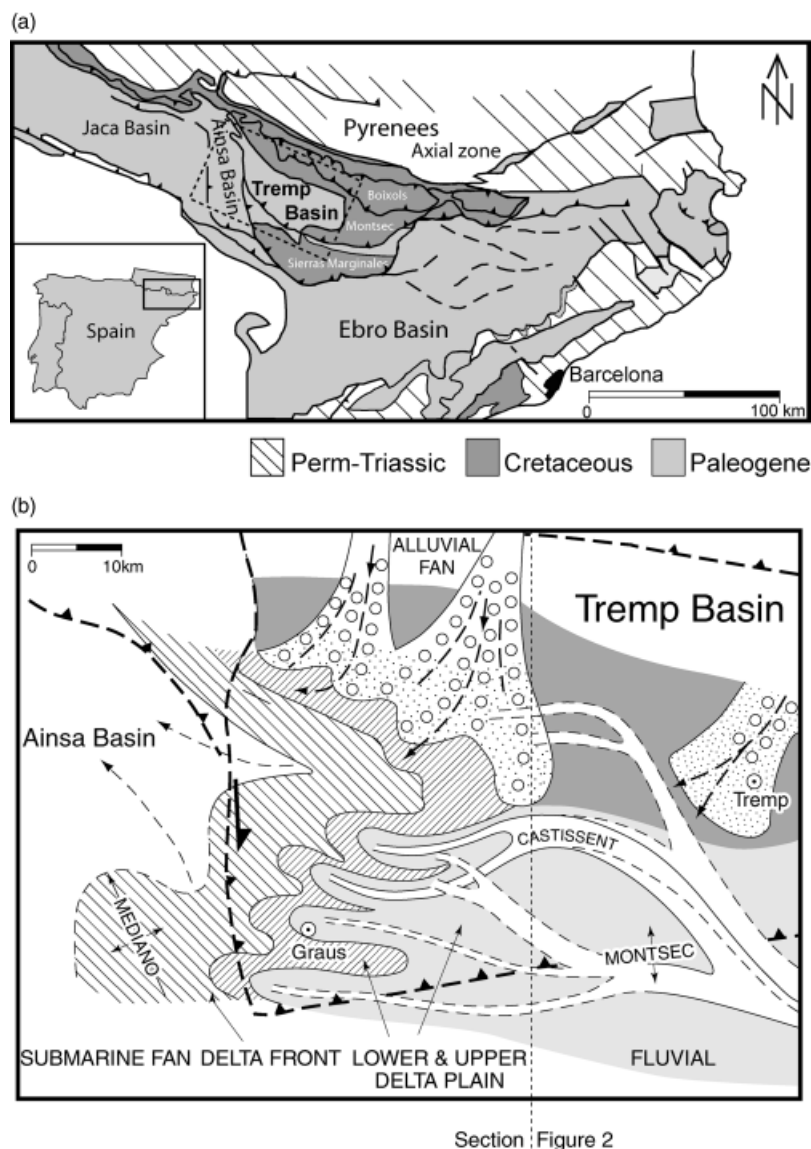 (a)
N
Jaca Basin
Ainsa Basin
Pyrenees
Axial zone
Tremp
Basin
Boixols
Montsec
Sierras Marginales
Spain
Ebro Basin
Barcelona
0 100 km
Perm-Triassic Cretaceous Paleogene
(b)
0 10km
ALLUVIAL
FAN
Tremp Basin
Ainsa Basin
Tremp
CASTISSENT
MEDIANO
Graus
MONTSEC
SUBMARINE FAN DELTA FRONT LOWER & UPPER FLUVIAL
DELTA PLAIN
Section Figure 2